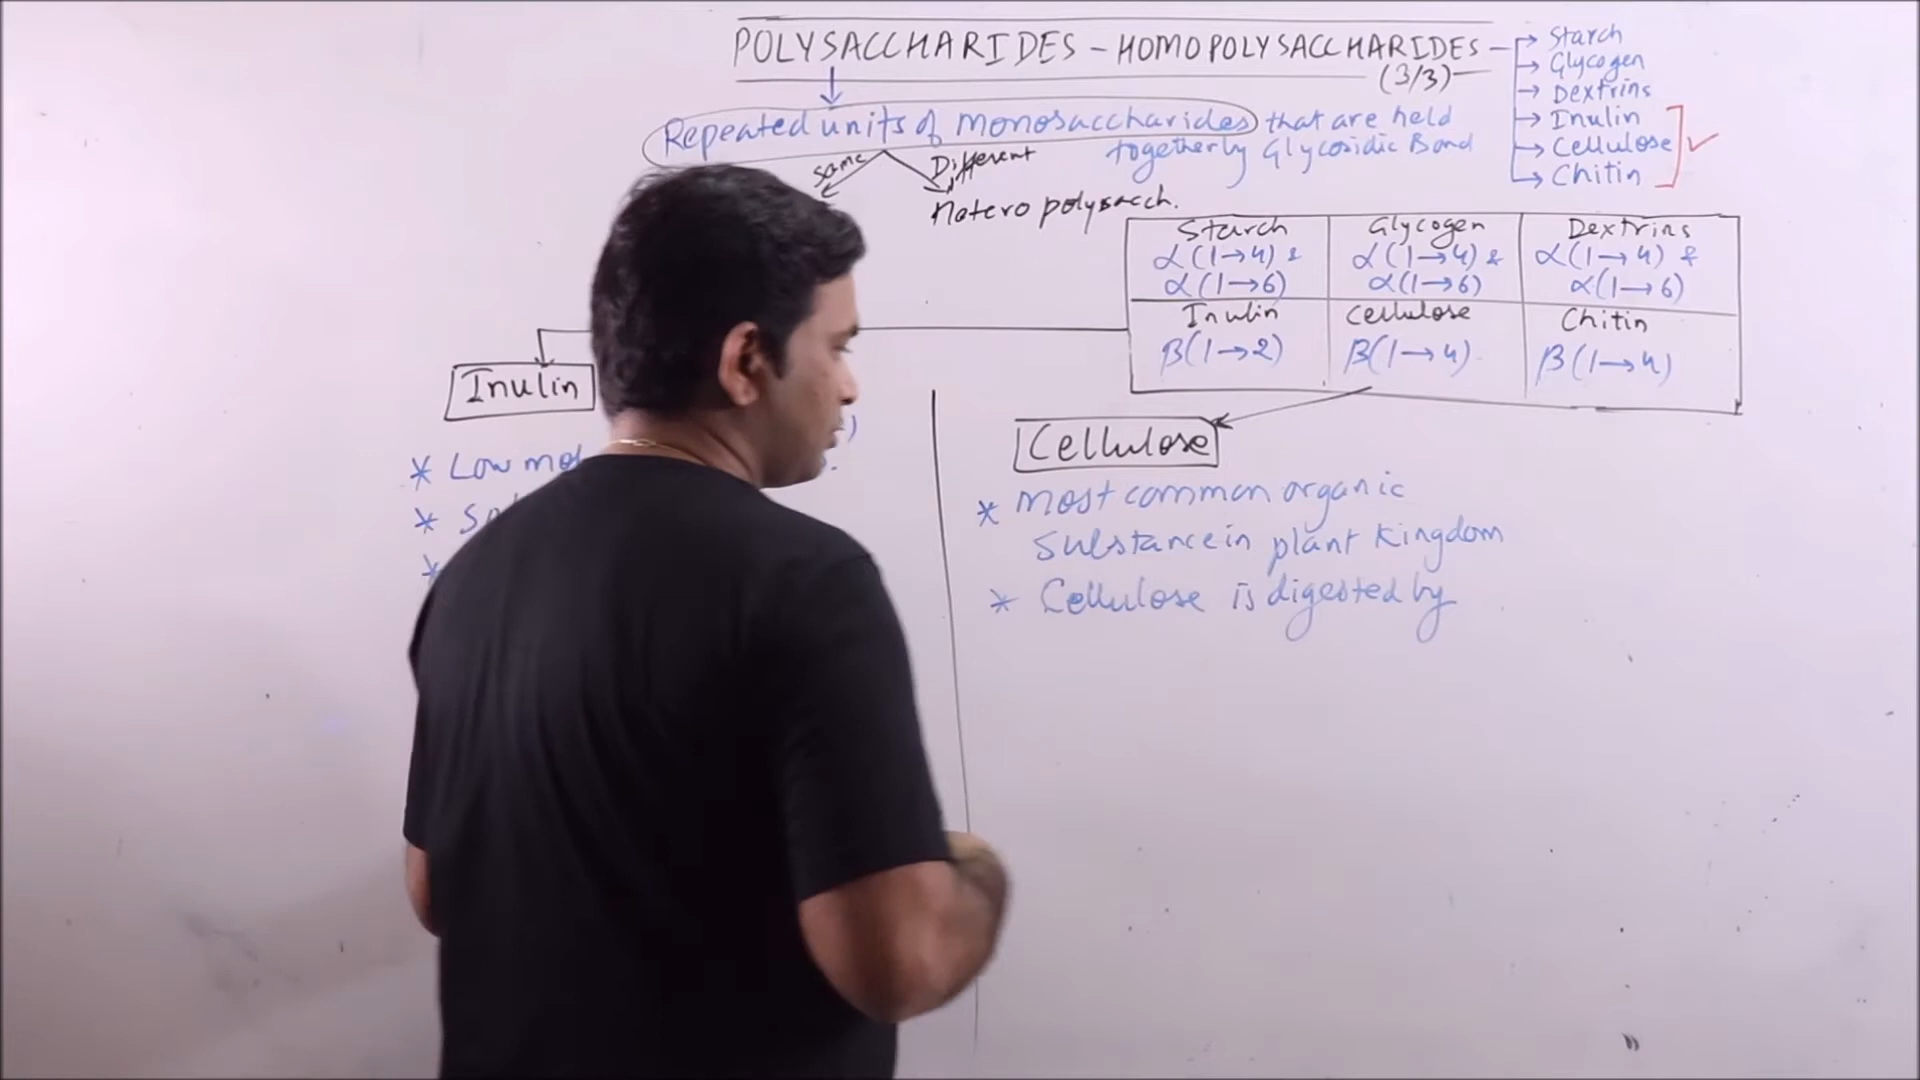 POLYSACCHARIDES - HOMOPOLYSACCHARIDES
(3/3)
Starch
Glycogen
Dextrins
Inulin
Cellulose
Chitin
Repeated units of monosaccharides that are held
together by Glycosidic Bond
same
Different
Hatero polysacch.
Starch
α(1→4) &
α(1→6)
Glycogen
α(1→4) &
α(1→6)
Dextrins
α(1→4) &
α(1→6)
Inulin
β(1→2)
Cellulose
β(1→4)
Chitin
β(1→4)
Inulin
* Low
*
*
Cellulose
* most common organic
substance in plant Kingdom
* Cellulose is digested by